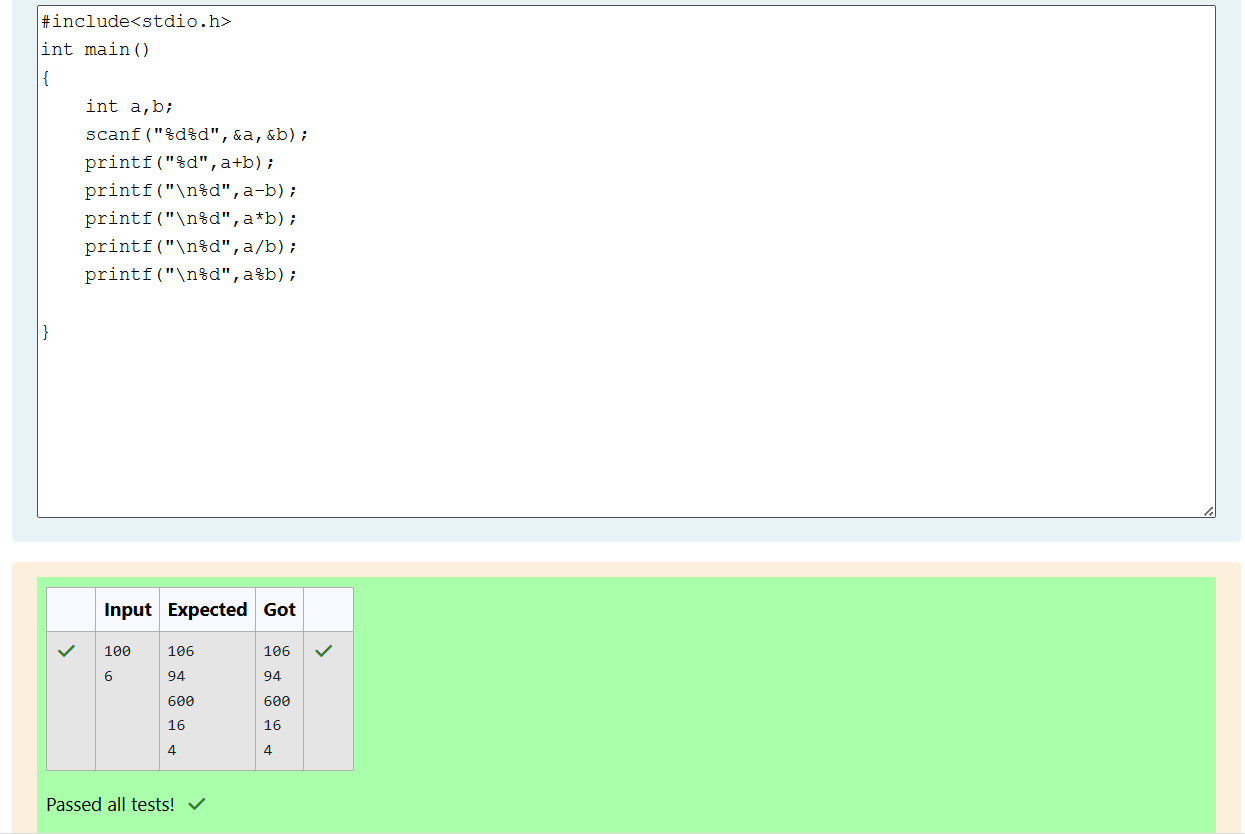 #include<stdio.h>
int main()
{
    int a,b;
    scanf("%d%d",&a,&b);
    printf("%d",a+b);
    printf("\n%d",a-b);
    printf("\n%d",a*b);
    printf("\n%d",a/b);
    printf("\n%d",a%b);
}
Input Expected Got
100 106 106
6 94 94
600 600
16 16
4 4
Passed all tests!